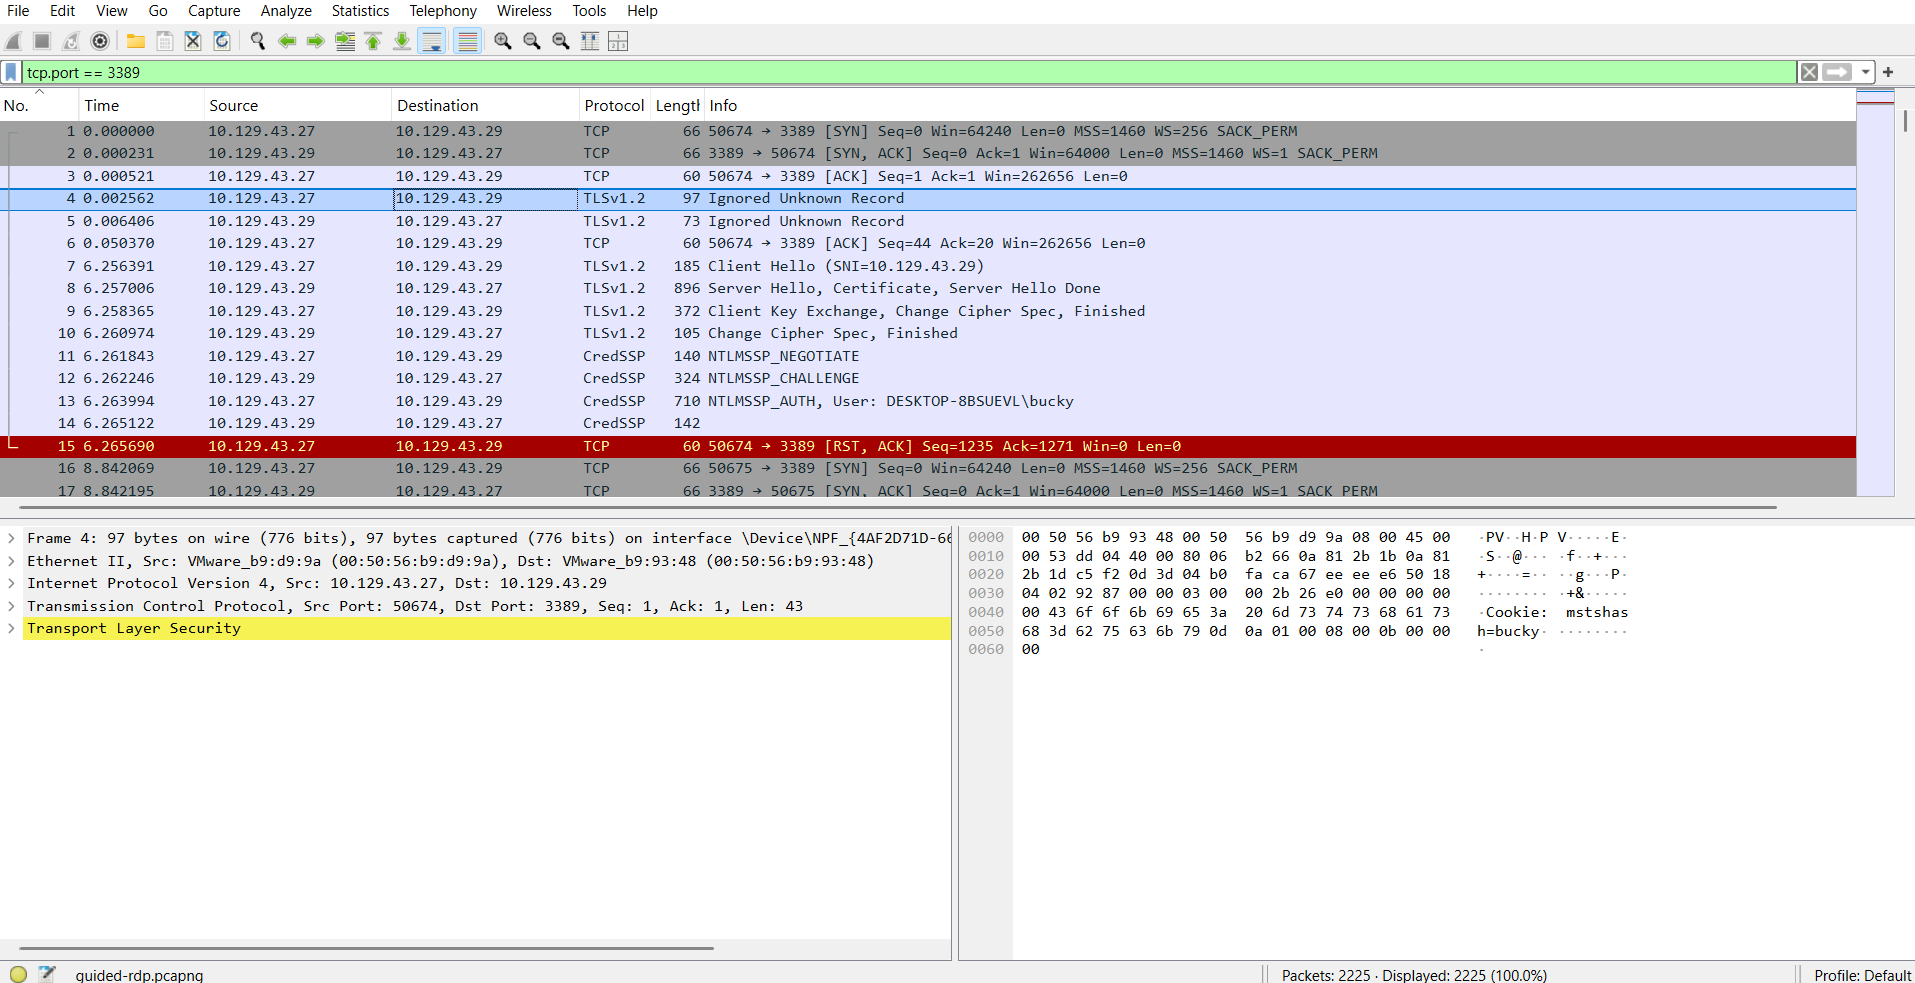 File Edit View Go Capture Analyze Statistics Telephony Wireless Tools Help
tcp.port == 3389
No. Time Source Destination Protocol Length Info
1 0.000000 10.129.43.27 10.129.43.29 TCP 66 50674 → 3389 [SYN] Seq=0 Win=64240 Len=0 MSS=1460 WS=256 SACK_PERM
2 0.000231 10.129.43.29 10.129.43.27 TCP 66 3389 → 50674 [SYN, ACK] Seq=0 Ack=1 Win=64000 Len=0 MSS=1460 WS=1 SACK_PERM
3 0.000521 10.129.43.27 10.129.43.29 TCP 60 50674 → 3389 [ACK] Seq=1 Ack=1 Win=262656 Len=0
4 0.002562 10.129.43.27 10.129.43.29 TLSv1.2 97 Ignored Unknown Record
5 0.006406 10.129.43.29 10.129.43.27 TLSv1.2 73 Ignored Unknown Record
6 0.050370 10.129.43.27 10.129.43.29 TCP 60 50674 → 3389 [ACK] Seq=44 Ack=20 Win=262656 Len=0
7 6.256391 10.129.43.27 10.129.43.29 TLSv1.2 185 Client Hello (SNI=10.129.43.29)
8 6.257006 10.129.43.29 10.129.43.27 TLSv1.2 896 Server Hello, Certificate, Server Hello Done
9 6.258365 10.129.43.27 10.129.43.29 TLSv1.2 372 Client Key Exchange, Change Cipher Spec, Finished
10 6.260974 10.129.43.29 10.129.43.27 TLSv1.2 105 Change Cipher Spec, Finished
11 6.261843 10.129.43.27 10.129.43.29 CredSSP 140 NTLMSSP_NEGOTIATE
12 6.262246 10.129.43.29 10.129.43.27 CredSSP 324 NTLMSSP_CHALLENGE
13 6.263994 10.129.43.27 10.129.43.29 CredSSP 710 NTLMSSP_AUTH, User: DESKTOP-8BSUEVL\bucky
14 6.265122 10.129.43.29 10.129.43.27 CredSSP 142
15 6.265690 10.129.43.27 10.129.43.29 TCP 60 50674 → 3389 [RST, ACK] Seq=1235 Ack=1271 Win=0 Len=0
16 8.842069 10.129.43.27 10.129.43.29 TCP 66 50675 → 3389 [SYN] Seq=0 Win=64240 Len=0 MSS=1460 WS=256 SACK_PERM
17 8.842195 10.129.43.29 10.129.43.27 TCP 66 3389 → 50675 [SYN, ACK] Seq=0 Ack=1 Win=64000 Len=0 MSS=1460 WS=1 SACK_PERM
Frame 4: 97 bytes on wire (776 bits), 97 bytes captured (776 bits) on interface \Device\NPF_{4AF2D71D-66
Ethernet II, Src: VMware_b9:d9:9a (00:50:56:b9:d9:9a), Dst: VMware_b9:93:48 (00:50:56:b9:93:48)
Internet Protocol Version 4, Src: 10.129.43.27, Dst: 10.129.43.29
Transmission Control Protocol, Src Port: 50674, Dst Port: 3389, Seq: 1, Ack: 1, Len: 43
Transport Layer Security
0000 00 50 56 b9 93 48 00 50 56 b9 d9 9a 08 00 45 00 ·PV··H·P V·····E·
0010 00 53 dd 04 40 00 80 06 b2 66 0a 81 2b 1b 0a 81 ·S··@··· ·f··+···
0020 2b 1d c5 f2 0d 3d 04 b0 fa ca 67 ee ee e6 50 18 +····=·· ··g···P·
0030 04 02 92 87 00 00 03 00 00 2b 26 e0 00 00 00 00 ········ ·+&·····
0040 00 43 6f 6f 6b 69 65 3a 20 6d 73 74 73 68 61 73 ·Cookie: mstshas
0050 68 3d 62 75 63 6b 79 0d 0a 01 00 08 00 0b 00 00 h=bucky· ········
0060 00 ·
guided-rdp.pcapng Packets: 2225 · Displayed: 2225 (100.0%) Profile: Default